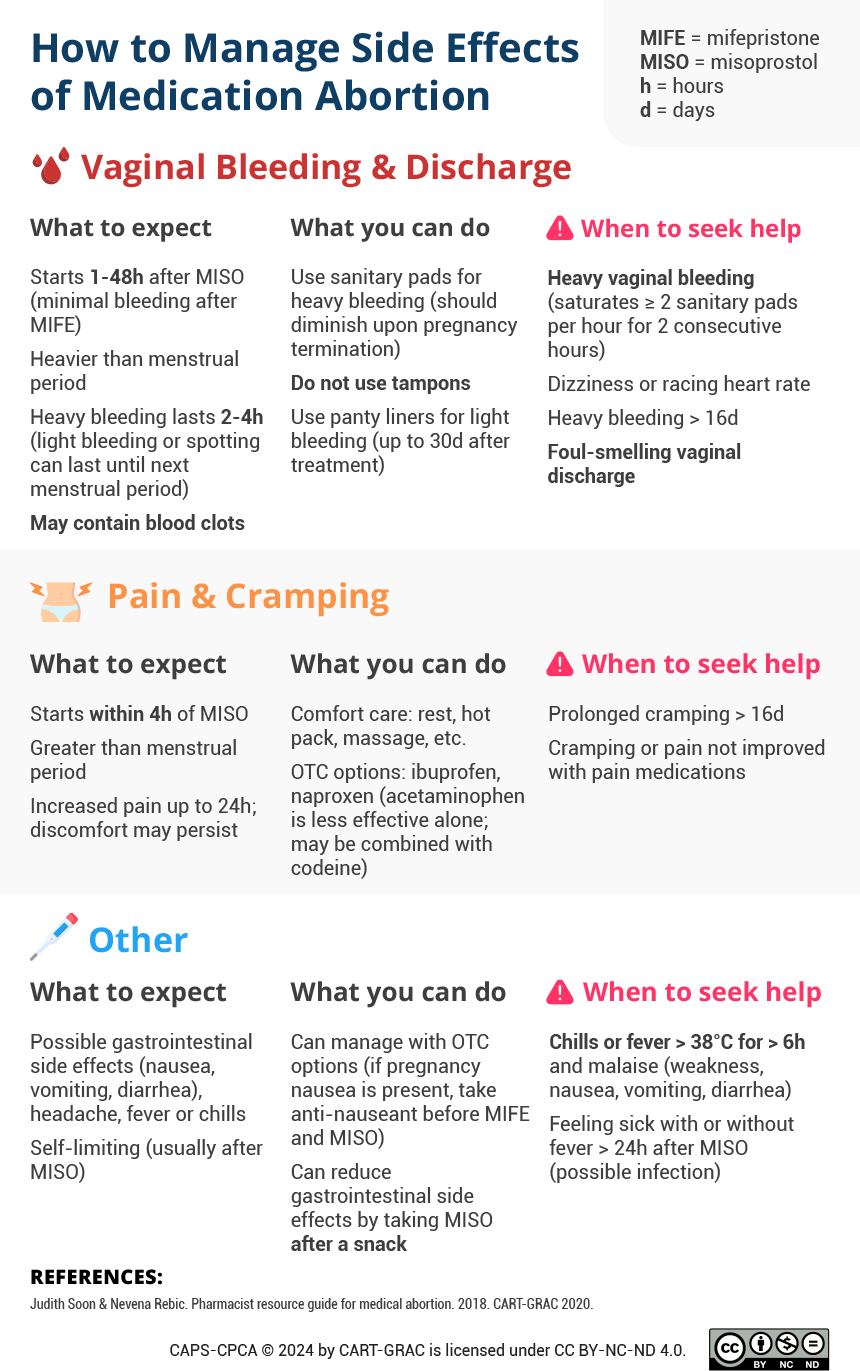 How to Manage Side Effects
of Medication Abortion
MIFE = mifepristone
MISO = misoprostol
h = hours
d = days
Vaginal Bleeding & Discharge
What to expect
Starts 1-48h after MISO
(minimal bleeding after
MIFE)
Heavier than menstrual
period
Heavy bleeding lasts 2-4h
(light bleeding or spotting
can last until next
menstrual period)
May contain blood clots
What you can do
Use sanitary pads for
heavy bleeding (should
diminish upon pregnancy
termination)
Do not use tampons
Use panty liners for light
bleeding (up to 30d after
treatment)
When to seek help
Heavy vaginal bleeding
(saturates ≥ 2 sanitary pads
per hour for 2 consecutive
hours)
Dizziness or racing heart rate
Heavy bleeding > 16d
Foul-smelling vaginal
discharge
Pain & Cramping
What to expect
Starts within 4h of MISO
Greater than menstrual
period
Increased pain up to 24h;
discomfort may persist
What you can do
Comfort care: rest, hot
pack, massage, etc.
OTC options: ibuprofen,
naproxen (acetaminophen
is less effective alone;
may be combined with
codeine)
When to seek help
Prolonged cramping > 16d
Cramping or pain not improved
with pain medications
Other
What to expect
Possible gastrointestinal
side effects (nausea,
vomiting, diarrhea),
headache, fever or chills
Self-limiting (usually after
MISO)
What you can do
Can manage with OTC
options (if pregnancy
nausea is present, take
anti-nauseant before MIFE
and MISO)
Can reduce
gastrointestinal side
effects by taking MISO
after a snack
When to seek help
Chills or fever > 38°C for > 6h
and malaise (weakness,
nausea, vomiting, diarrhea)
Feeling sick with or without
fever > 24h after MISO
(possible infection)
REFERENCES:
Judith Soon & Nevena Rebic. Pharmacist resource guide for medical abortion. 2018. CART-GRAC 2020.
CAPS-CPCA © 2024 by CART-GRAC is licensed under CC BY-NC-ND 4.0.
cc
BY NC ND